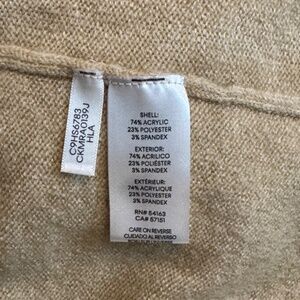 C9HS6783
CKMRA0139J
HLA
SHELL:
74% ACRYLIC
23% POLYESTER
3% SPANDEX
EXTERIOR:
74% ACRILICO
23% POLIÉSTER
3% SPANDEX
EXTÉRIEUR:
74% ACRYLIQUE
23% POLYESTER
3% SPANDEX
RN# 54163
CA# 57151
CARE ON REVERSE
CUIDADO AL REVERSO